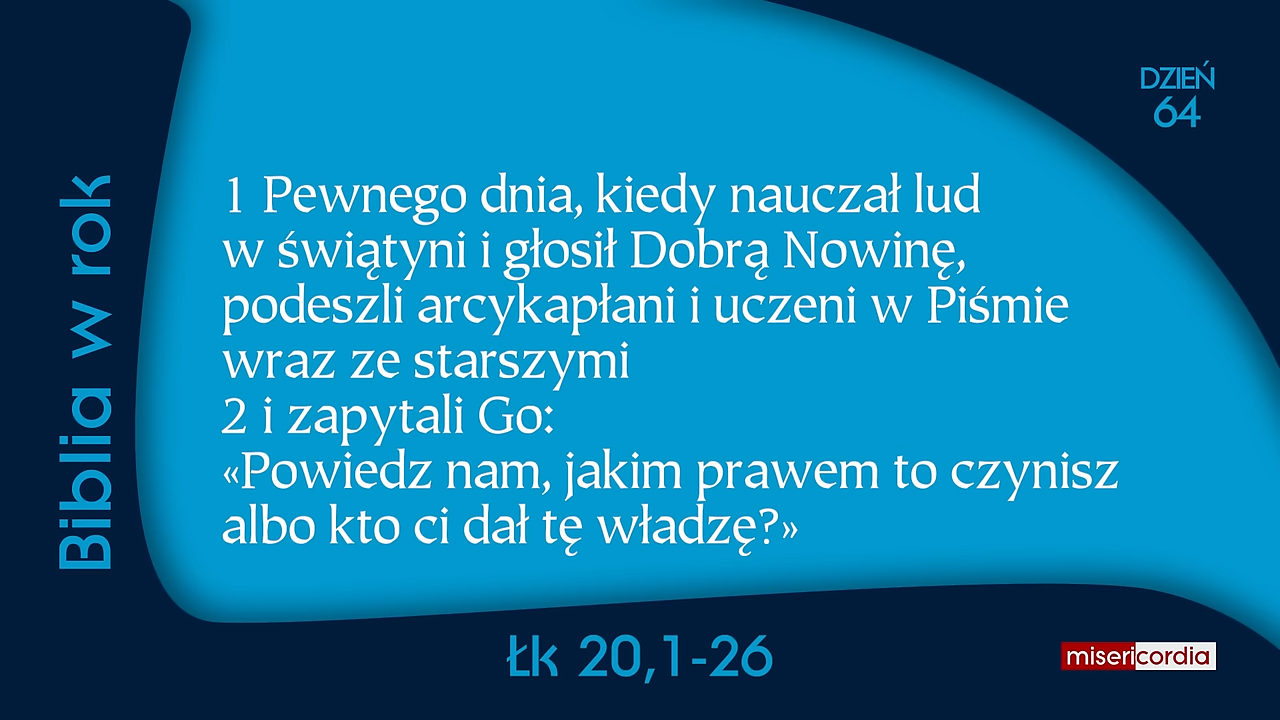 Biblia w rok
DZIEŃ
64
1 Pewnego dnia, kiedy nauczał lud
w świątyni i głosił Dobrą Nowinę,
podeszli arcykapłani i uczeni w Piśmie
wraz ze starszymi
2 i zapytali Go:
«Powiedz nam, jakim prawem to czynisz
albo kto ci dał tę władzę?»
Łk 20,1-26
misericordia